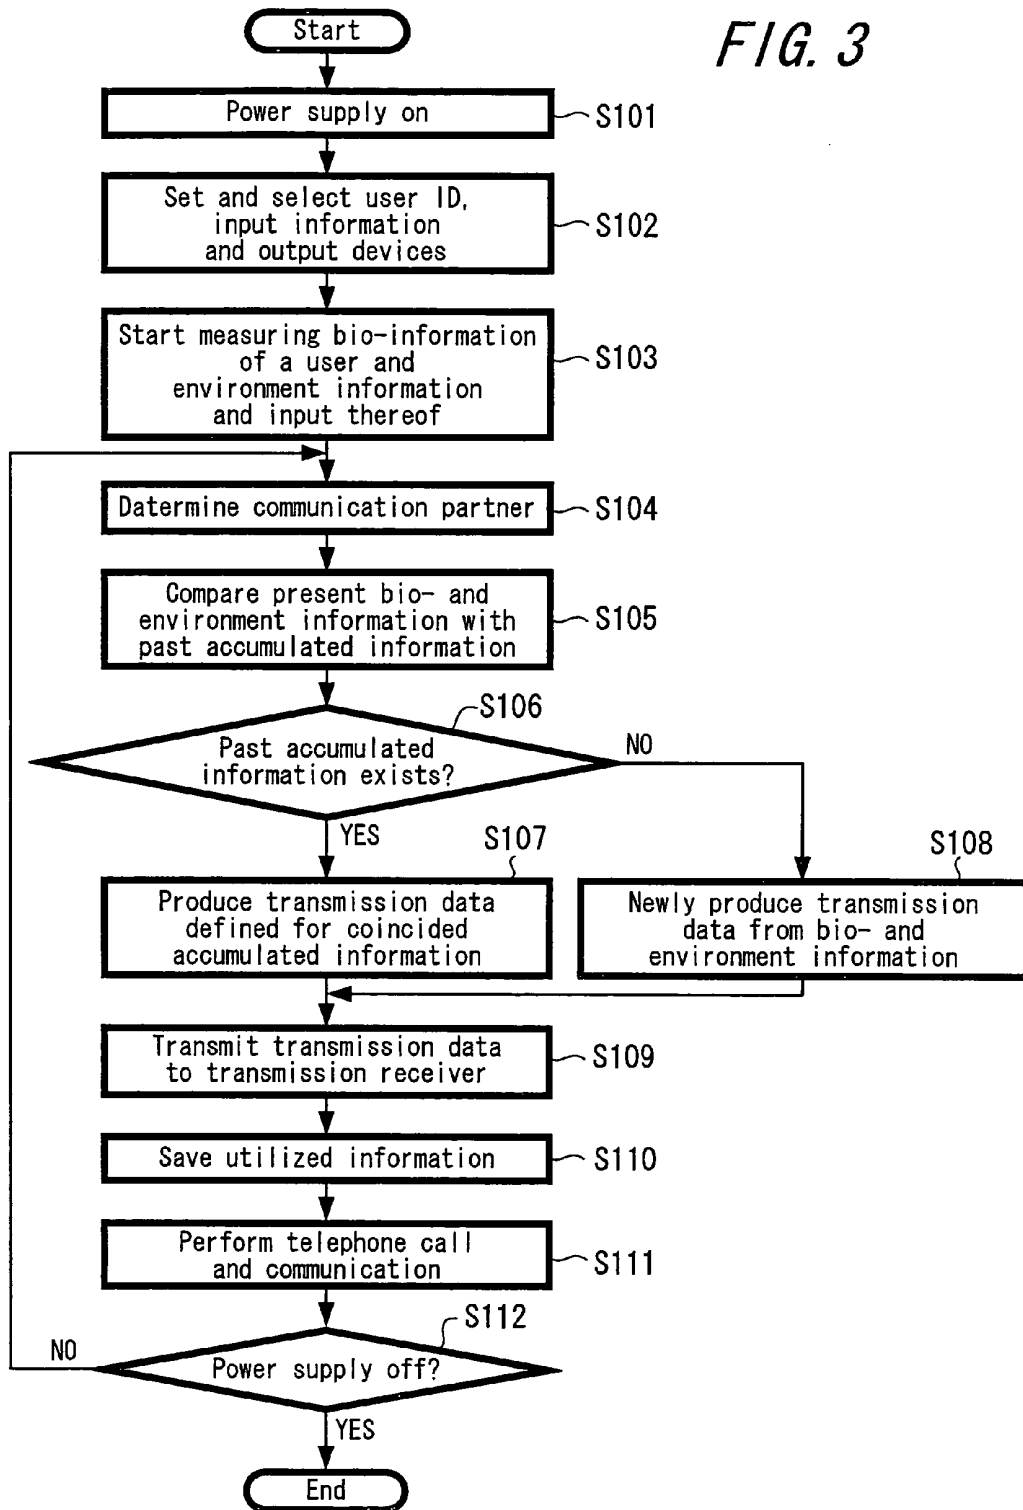 FIG. 3
Start
Power supply on
S101
Set and select user ID,
input information
and output devices
S102
Start measuring bio-information
of a user and
environment information
and input thereof
S103
Datermine communication partner
S104
Compare present bio- and
environment information with
past accumulated information
S105
S106
Past accumulated
information exists?
NO
YES
S107
Produce transmission data
defined for coincided
accumulated information
S108
Newly produce transmission
data from bio- and
environment information
Transmit transmission data
to transmission receiver
S109
Save utilized information
S110
Perform telephone call
and communication
S111
S112
Power supply off?
NO
YES
End